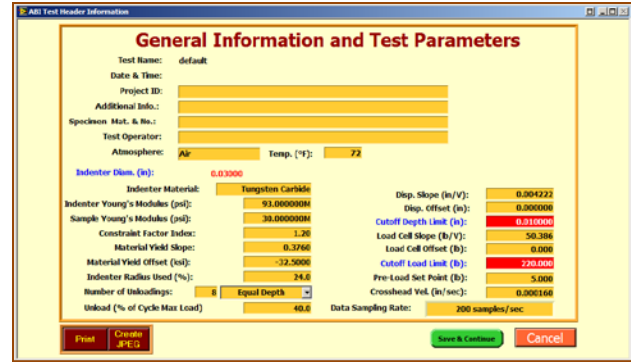 ABI Test Header Information
General Information and Test Parameters
Test Name: default
Date & Time:
Project ID:
Additional Info.:
Specimen Mat. & No.:
Test Operator:
Atmosphere: Air Temp. (°F): 72
Indenter Diam. (in): 0.03000
Indenter Material: Tungsten Carbide
Indenter Young's Modulus (psi): 93.000000M
Sample Young's Modulus (psi): 30.000000M
Constraint Factor Index: 1.20
Material Yield Slope: 0.3760
Material Yield Offset (ksi): -32.5000
Indenter Radius Used (%): 24.0
Number of Unloadings: 8 Equal Depth
Unload (% of Cycle Max Load) 40.0
Disp. Slope (in/V): 0.004222
Disp. Offset (in): 0.000000
Cutoff Depth Limit (in): 0.010000
Load Cell Slope (lb/V): 50.386
Load Cell Offset (lb): 0.000
Cutoff Load Limit (lb): 220.000
Pre-Load Set Point (lb): 5.000
Crosshead Vel. (in/sec): 0.000160
Data Sampling Rate: 200 samples/sec
Print
Create
JPEG
Save & Continue
Cancel